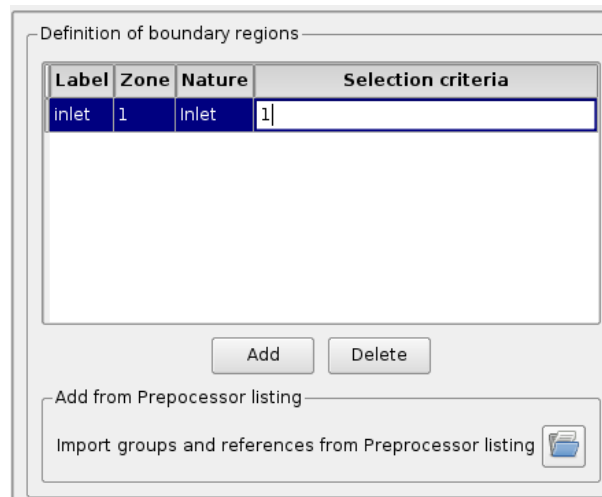 Definition of boundary regions
Label Zone Nature Selection criteria
inlet 1 Inlet 1
Add Delete
Add from Prepocessor listing
Import groups and references from Preprocessor listing